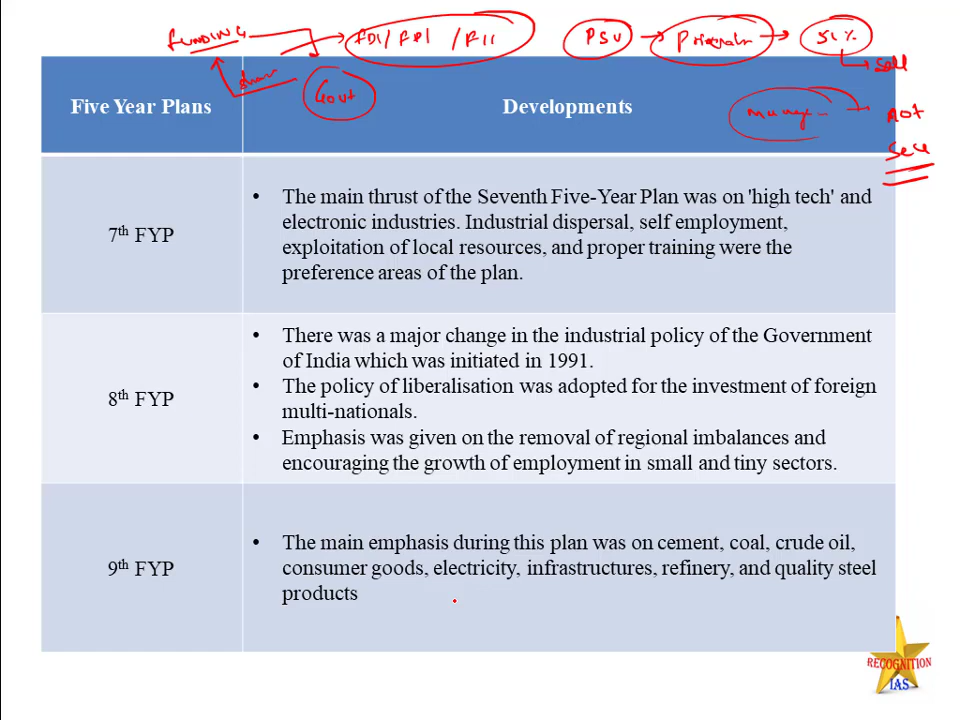 FUNDING
FDI/ FPI / FII
PSU
51%
Sell
share
Govt
not
Sell
Five Year Plans
Developments
7th FYP
• The main thrust of the Seventh Five-Year Plan was on 'high tech' and
electronic industries. Industrial dispersal, self employment,
exploitation of local resources, and proper training were the
preference areas of the plan.
8th FYP
• There was a major change in the industrial policy of the Government
of India which was initiated in 1991.
• The policy of liberalisation was adopted for the investment of foreign
multi-nationals.
• Emphasis was given on the removal of regional imbalances and
encouraging the growth of employment in small and tiny sectors.
9th FYP
• The main emphasis during this plan was on cement, coal, crude oil,
consumer goods, electricity, infrastructures, refinery, and quality steel
products
RECOGNITION
IAS